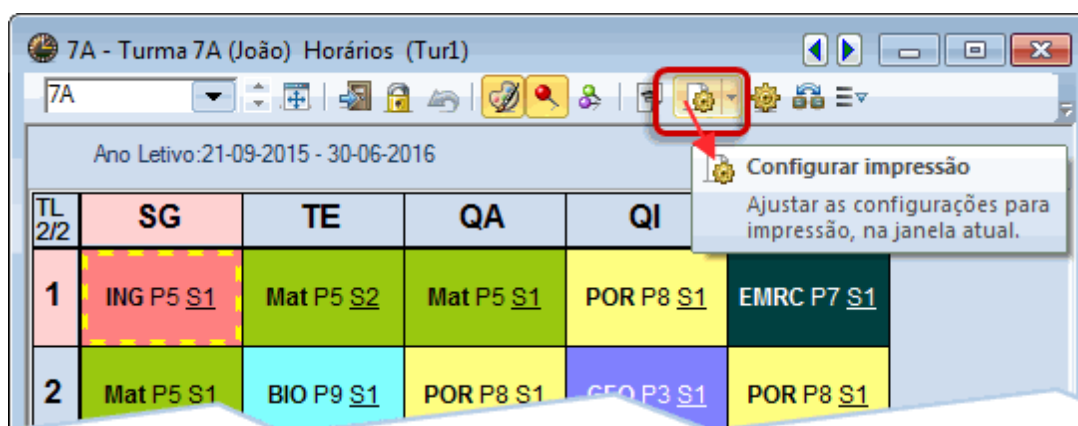 7A - Turma 7A (João) Horários (Tur1)
7A
Ano Letivo:21-09-2015 - 30-06-2016
Configurar impressão
Ajustar as configurações para
impressão, na janela atual.
TL
2/2
SG TE QA QI
1 ING P5 S1 Mat P5 S2 Mat P5 S1 POR P8 S1 EMRC P7 S1
2 Mat P5 S1 BIO P9 S1 POR P8 S1 GEO P3 S1 POR P8 S1